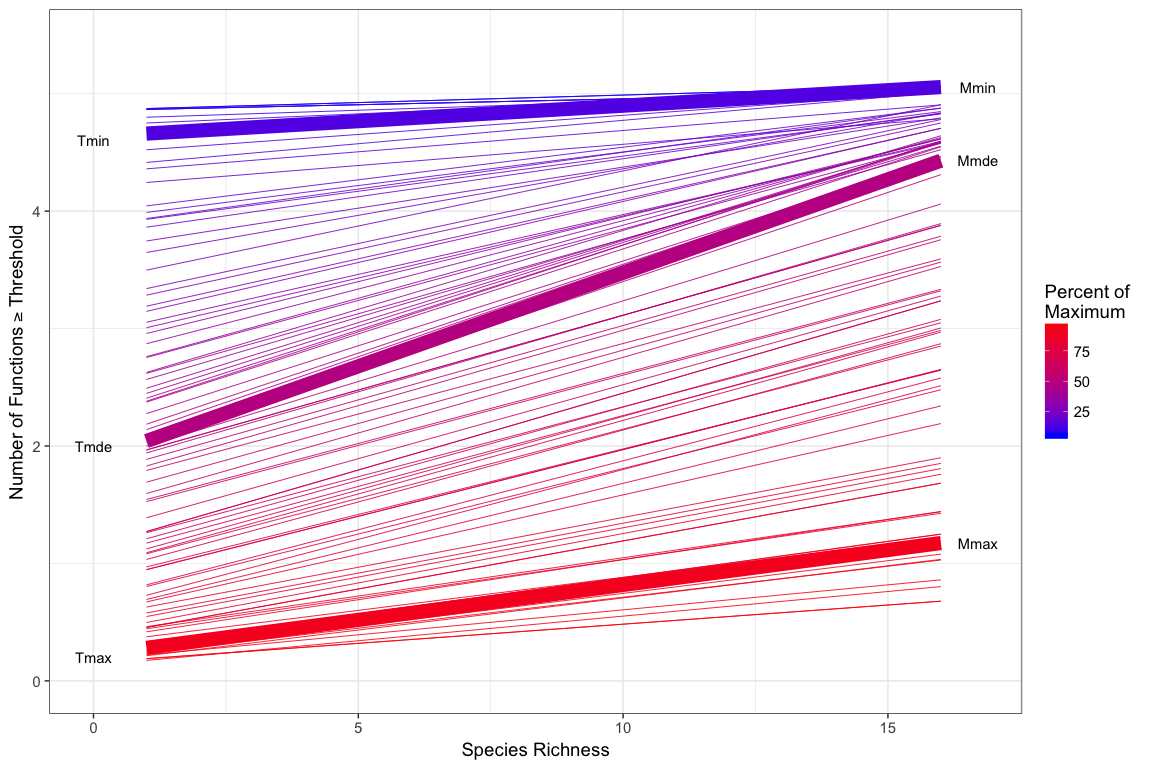 Number of Functions ≥ Threshold
4
2
0
Tmin
Tmde
Tmax
Mmin
Mmde
Mmax
0
5
10
15
Species Richness
Percent of
Maximum
75
50
25